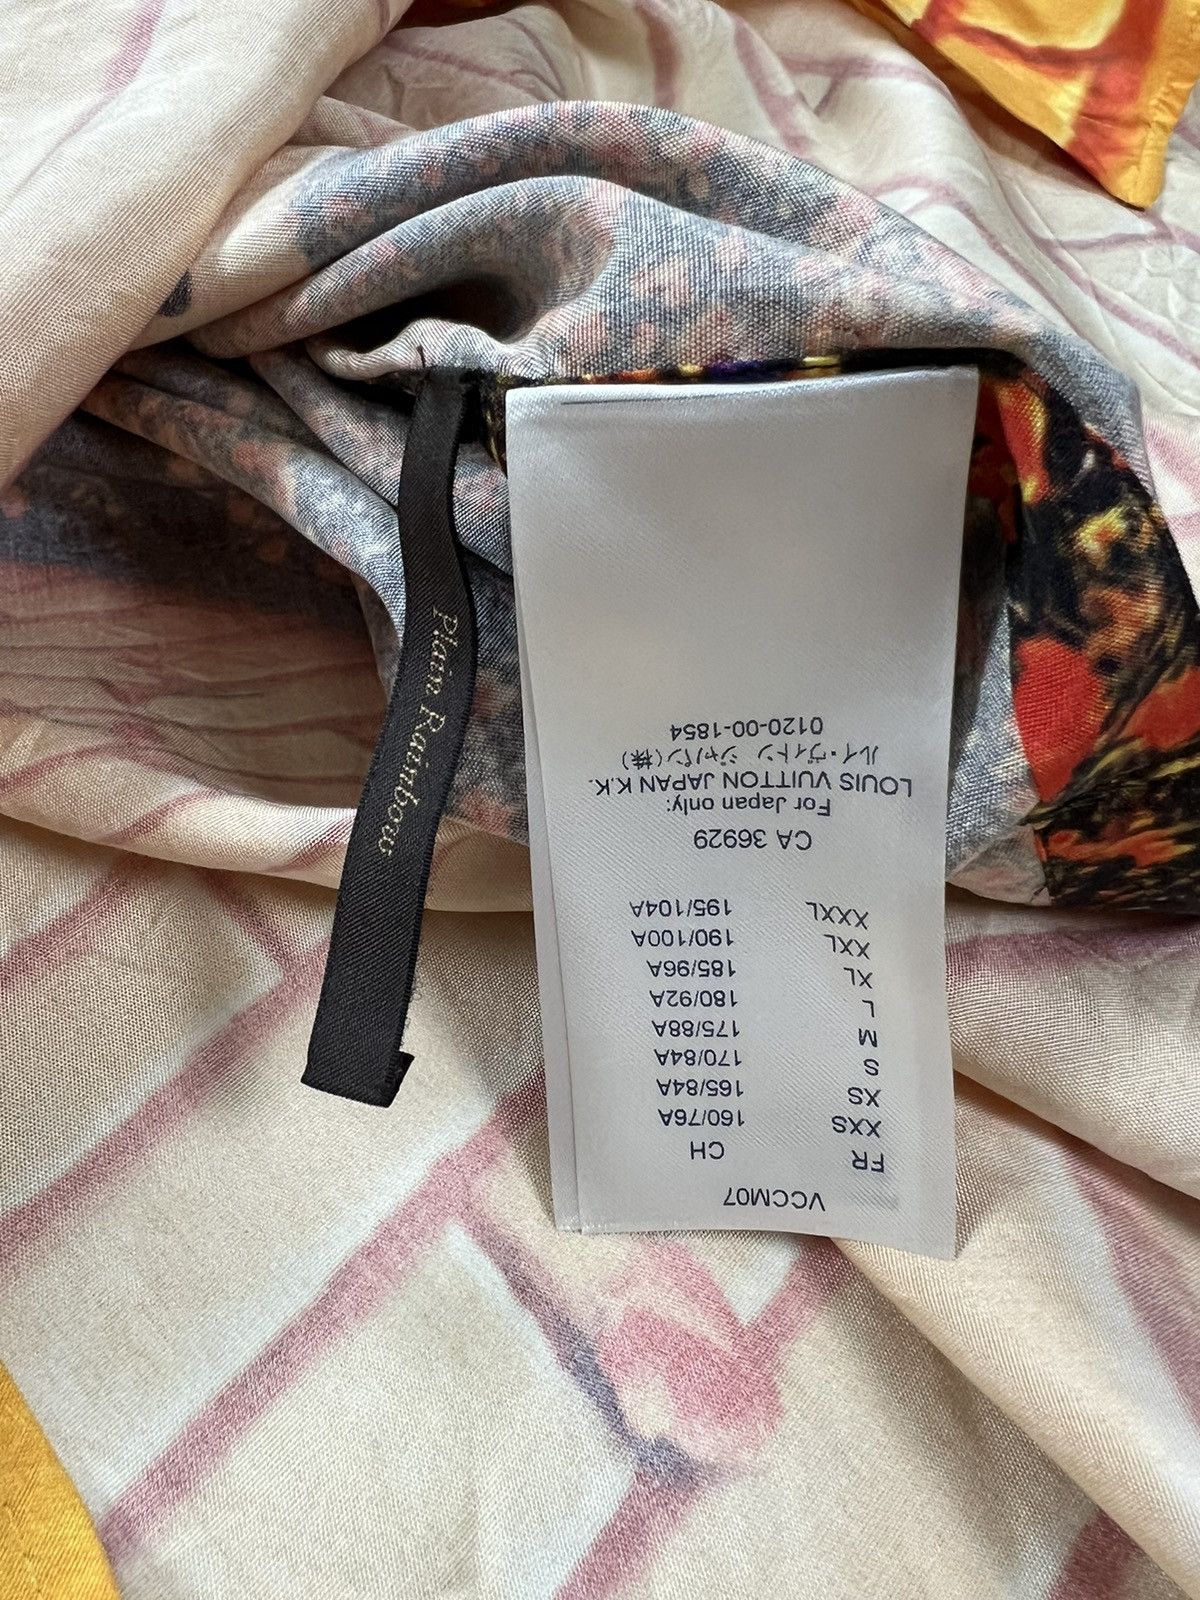 VCCM07
FR CH
XXS 160/76A
XS 165/84A
S 170/84A
M 175/88A
L 180/92A
XL 185/96A
XXL 190/100A
XXXL 195/104A
CA 36929
For Japan only:
LOUIS VUITTON JAPAN K.K.
ルイ・ヴィトン ジャパン(株)
0120-00-1854
Plain Rainbow